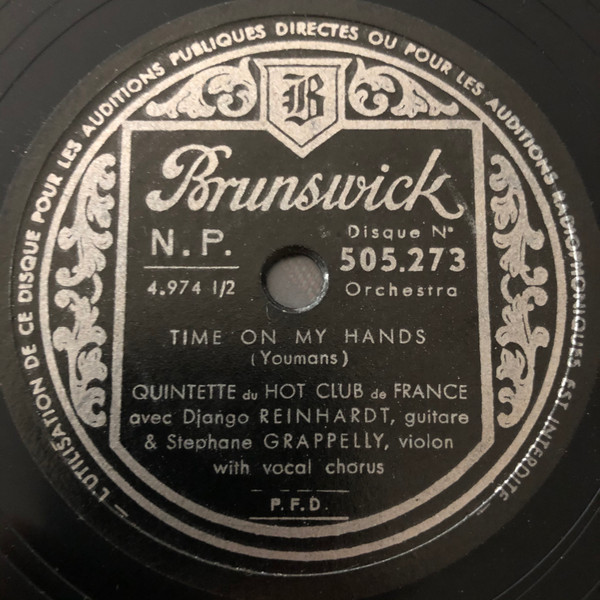 L'UTILISATION DE CE DISQUE POUR LES AUDITIONS PUBLIQUES DIRECTES OU POUR LES AUDITIONS RADIOPHONIQUES EST INTERDITE
B
Brunswick
N.P.
4.974 1/2
Disque N°
505.273
Orchestra
TIME ON MY HANDS
(Youmans)
QUINTETTE du HOT CLUB de FRANCE
avec Django REINHARDT, guitare
& Stephane GRAPPELLY, violon
with vocal chorus
P.F.D.